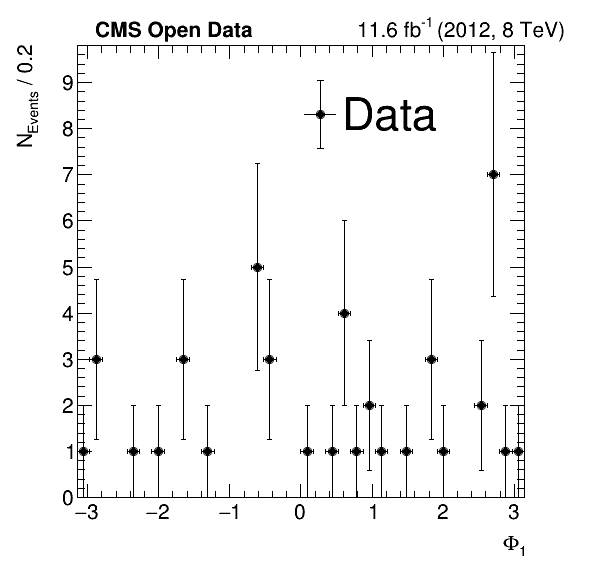 CMS Open Data 11.6 fb⁻¹ (2012, 8 TeV)
N_Events / 0.2
Data
9
8
7
6
5
4
3
2
1
0
−3 −2 −1 0 1 2 3
Φ₁